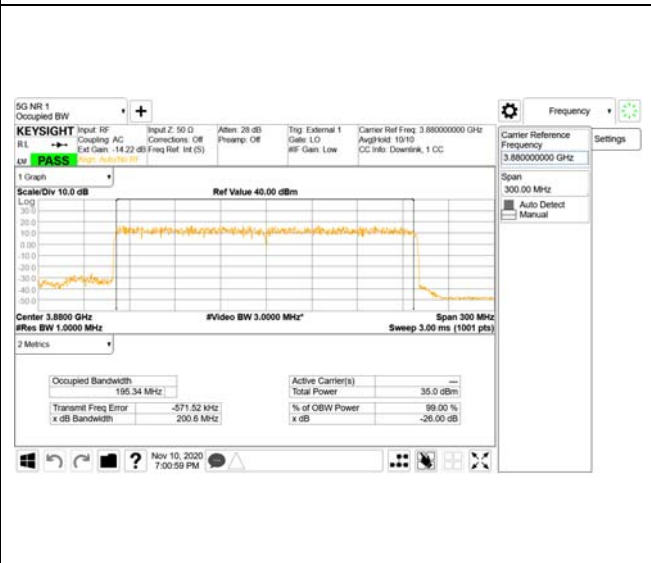 5G NR 1
Occupied BW
Frequency
KEYSIGHT
Input: RF
Input Z: 50 Ω
Atten: 28 dB
Trig: External 1
Carrier Ref Freq: 3.880000000 GHz
RL
Coupling: AC
Corrections: Off
Preamp: Off
Gate: LO
Avg|Hold: 10/10
Ext Gain: -14.22 dB
Freq Ref: Int (S)
#IF Gain: Low
CC Info: Downlink, 1 CC
PASS
Align: Auto/No RF
Carrier Reference
Frequency
3.880000000 GHz
Settings
Span
300.00 MHz
Auto Detect
Manual
1 Graph
Scale/Div 10.0 dB
Ref Value 40.00 dBm
Log
30.0
20.0
10.0
0.00
-10.0
-20.0
-30.0
-40.0
-50.0
Center 3.8800 GHz
#Video BW 3.0000 MHz*
Span 300 MHz
#Res BW 1.0000 MHz
Sweep 3.00 ms (1001 pts)
2 Metrics
Occupied Bandwidth
195.34 MHz
Active Carrier(s)
---
Total Power
35.0 dBm
Transmit Freq Error
-571.52 kHz
% of OBW Power
99.00 %
x dB Bandwidth
200.6 MHz
x dB
-26.00 dB
?
Nov 10, 2020
7:00:59 PM